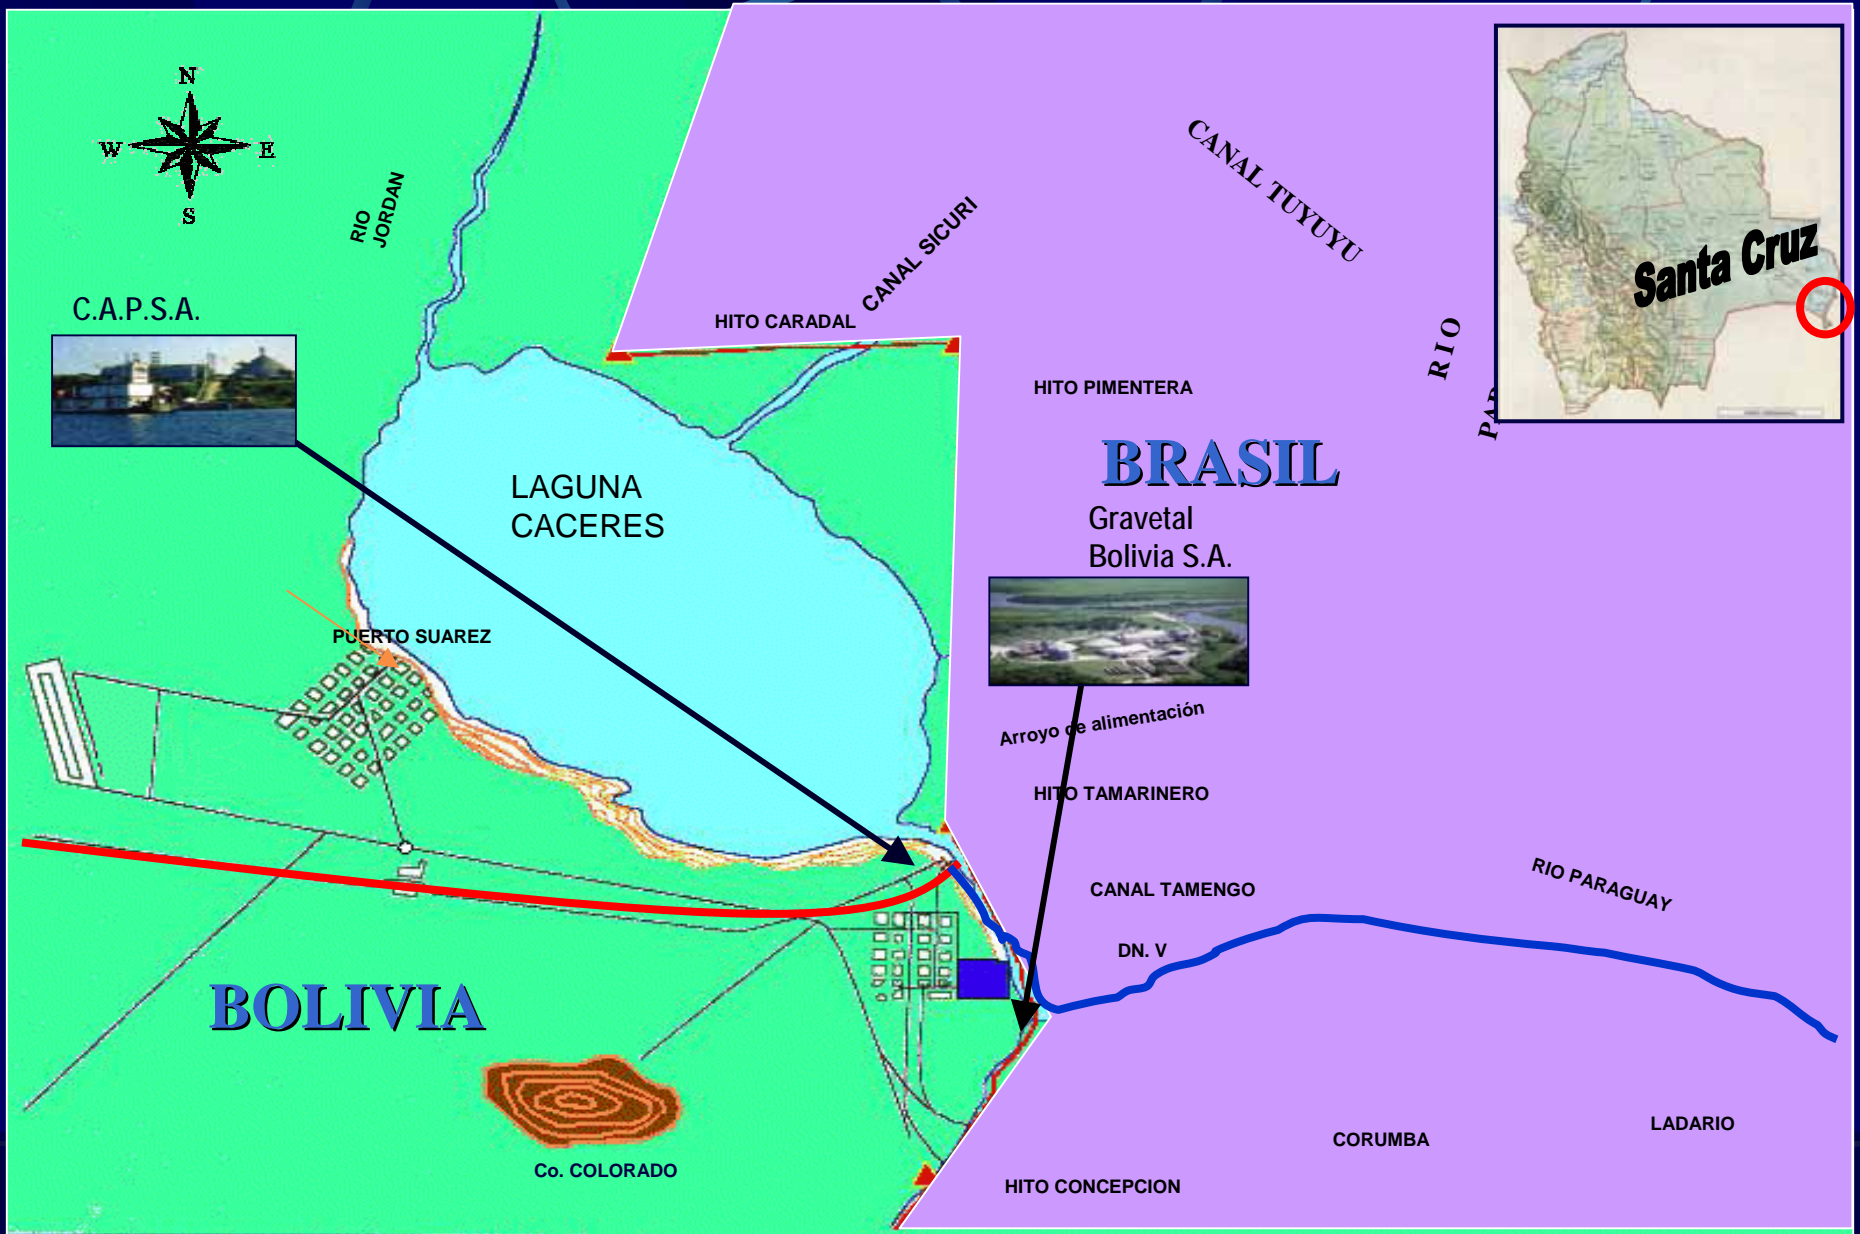 N
W
E
S
RIO
JORDAN
C.A.P.S.A.
CANAL SICURI
CANAL TUYUYU
HITO CARADAL
RIO
Santa Cruz
HITO PIMENTERA
BRASIL
LAGUNA
CACERES
Gravetal
Bolivia S.A.
PUERTO SUAREZ
Arroyo de alimentación
HITO TAMARINERO
CANAL TAMENGO
RIO PARAGUAY
DN. V
BOLIVIA
CORUMBA
LADARIO
Co. COLORADO
HITO CONCEPCION